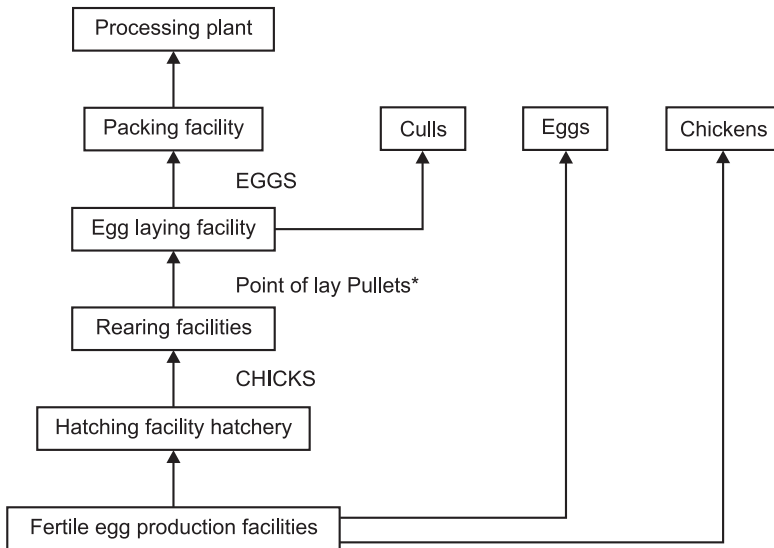 Processing plant
Packing facility
Culls
Eggs
Chickens
EGGS
Egg laying facility
Point of lay Pullets*
Rearing facilities
CHICKS
Hatching facility hatchery
Fertile egg production facilities